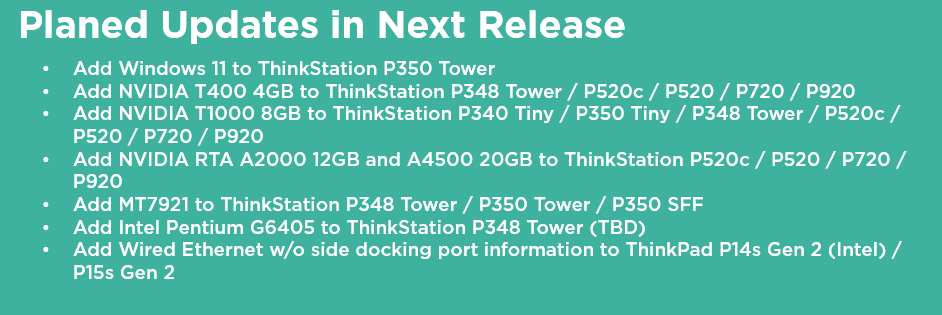 Planed Updates in Next Release
• Add Windows 11 to ThinkStation P350 Tower
• Add NVIDIA T400 4GB to ThinkStation P348 Tower / P520c / P520 / P720 / P920
• Add NVIDIA T1000 8GB to ThinkStation P340 Tiny / P350 Tiny / P348 Tower / P520c /
P520 / P720 / P920
• Add NVIDIA RTA A2000 12GB and A4500 20GB to ThinkStation P520c / P520 / P720 /
P920
• Add MT7921 to ThinkStation P348 Tower / P350 Tower / P350 SFF
• Add Intel Pentium G6405 to ThinkStation P348 Tower (TBD)
• Add Wired Ethernet w/o side docking port information to ThinkPad P14s Gen 2 (Intel) /
P15s Gen 2